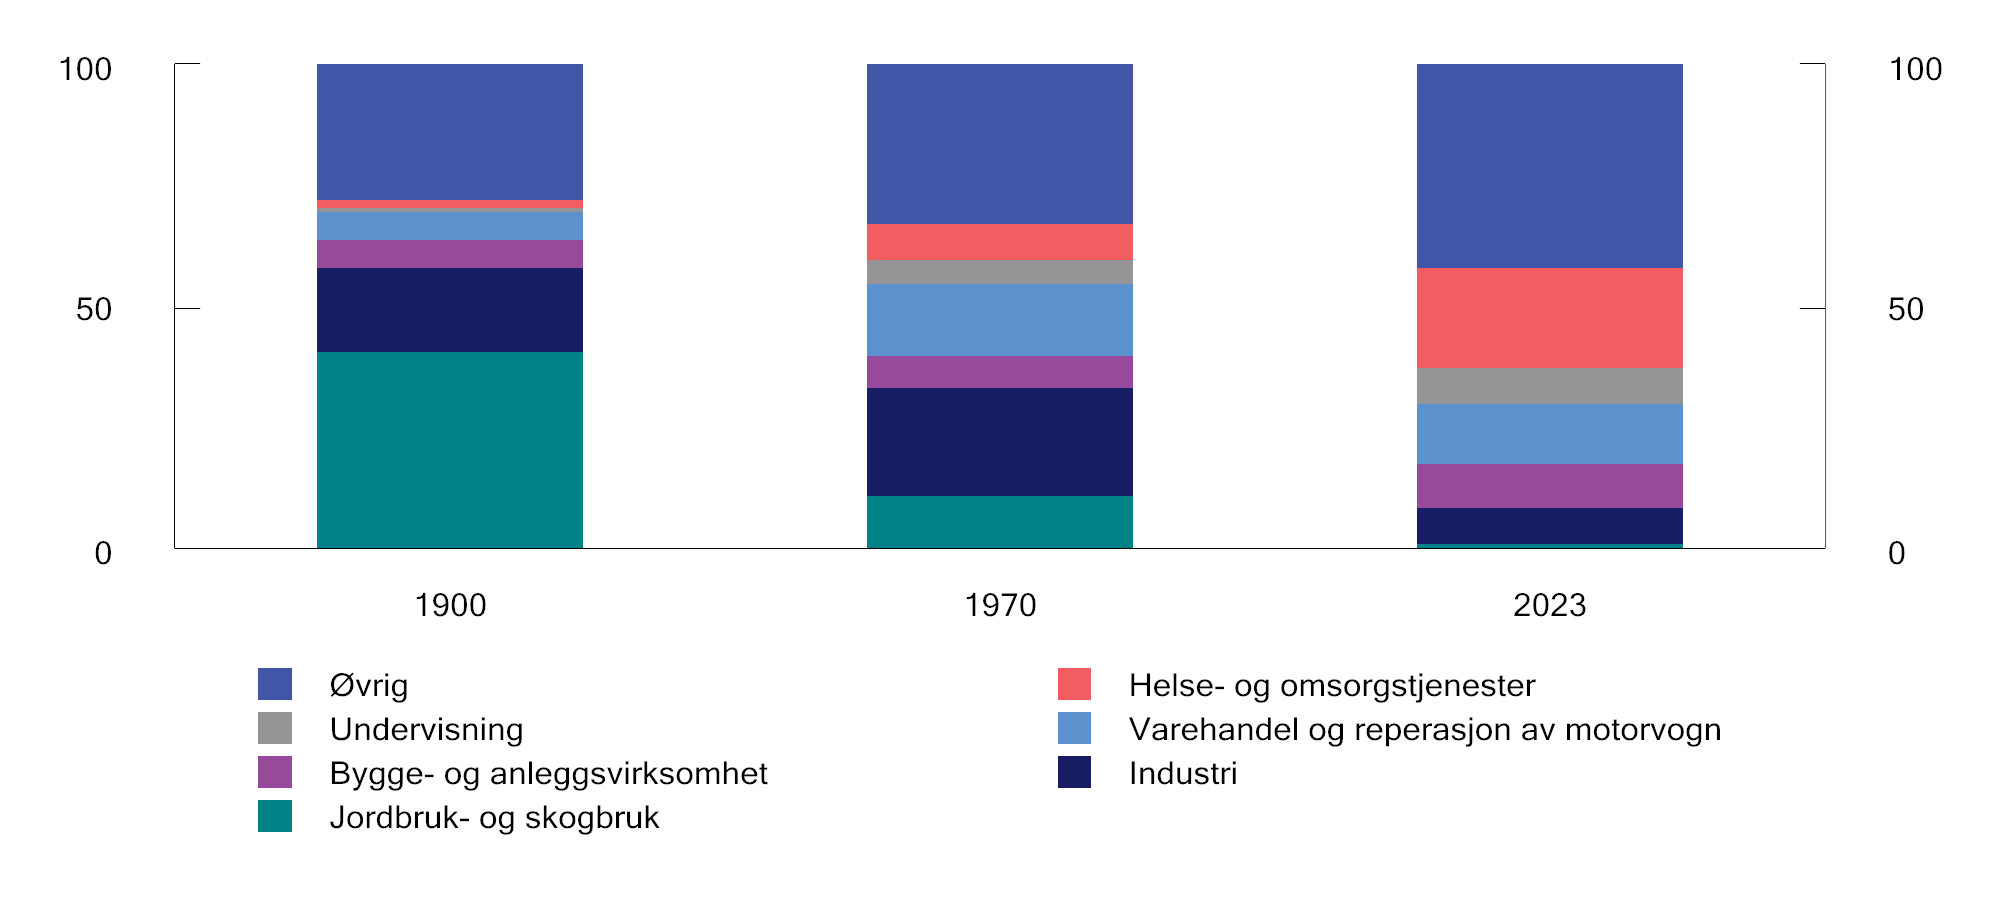 100
100
50
50
0
0
1900
1970
2023
Øvrig
Helse- og omsorgstjenester
Undervisning
Varehandel og reperasjon av motorvogn
Bygge- og anleggsvirksomhet
Industri
Jordbruk- og skogbruk